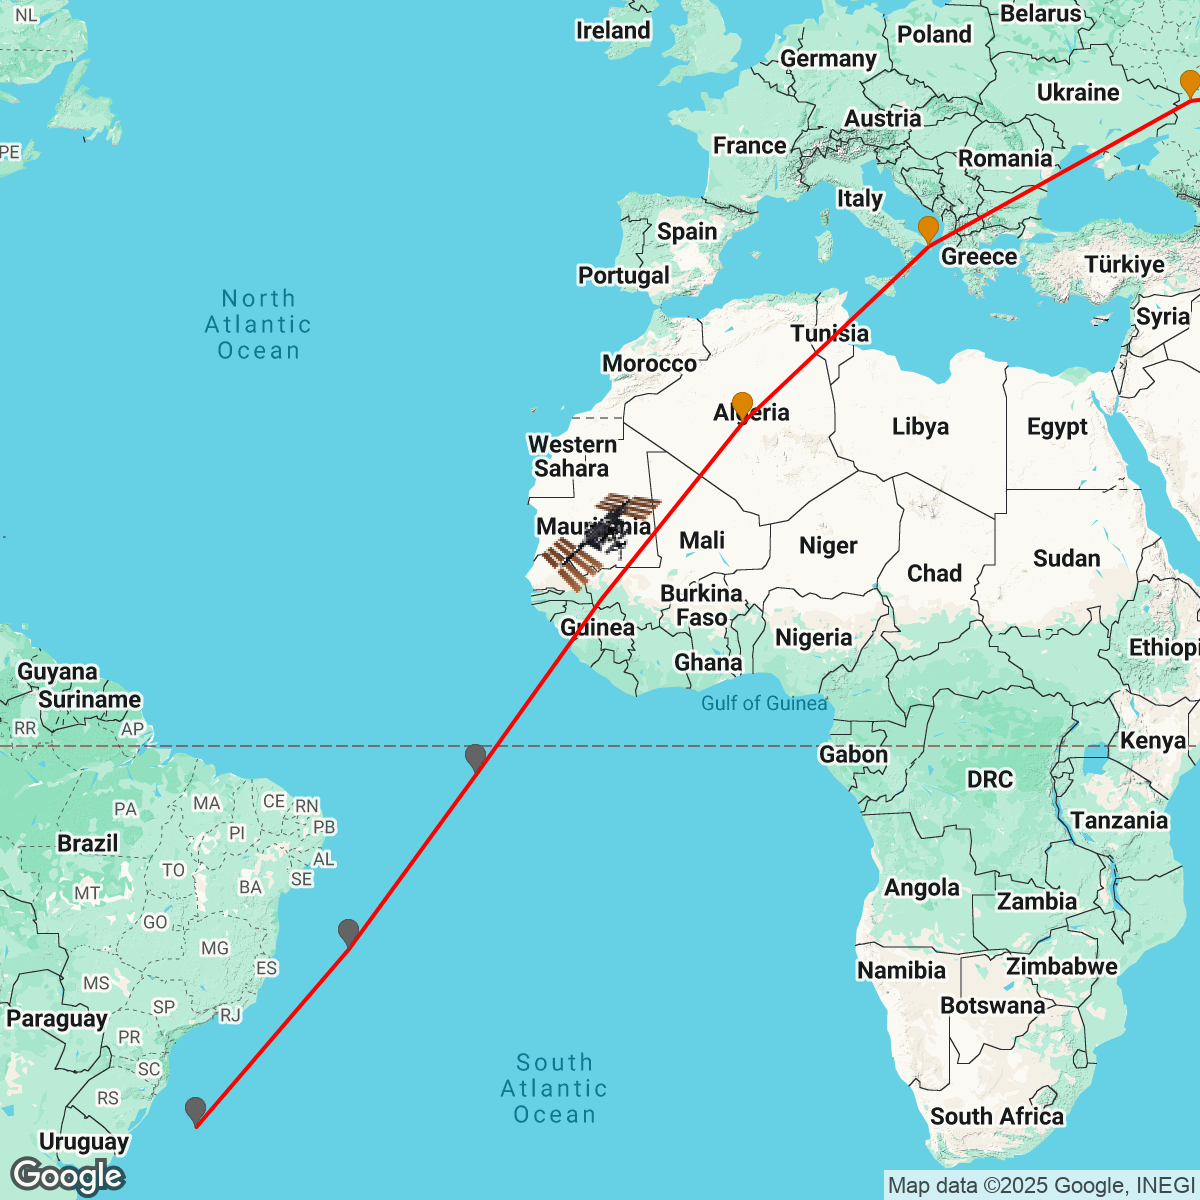 NL
Ireland
Belarus
Poland
Germany
Ukraine
PE
Austria
France
Romania
Italy
Spain
Greece
Portugal
Türkiye
North
Atlantic
Ocean
Syria
Tunisia
Morocco
Algeria
Libya
Egypt
Western
Sahara
Mauritania
Mali
Niger
Chad
Sudan
Burkina
Faso
Guinea
Nigeria
Ethiopi
Ghana
Guyana
Suriname
Gulf of Guinea
RR
AP
Kenya
Gabon
DRC
PA
MA
CE
RN
PI
PB
Tanzania
Brazil
AL
TO
SE
MT
BA
Angola
Zambia
GO
MG
ES
Namibia
Zimbabwe
MS
SP
RJ
Botswana
Paraguay
PR
SC
South
Atlantic
Ocean
RS
South Africa
Uruguay
Google
Map data ©2025 Google, INEGI